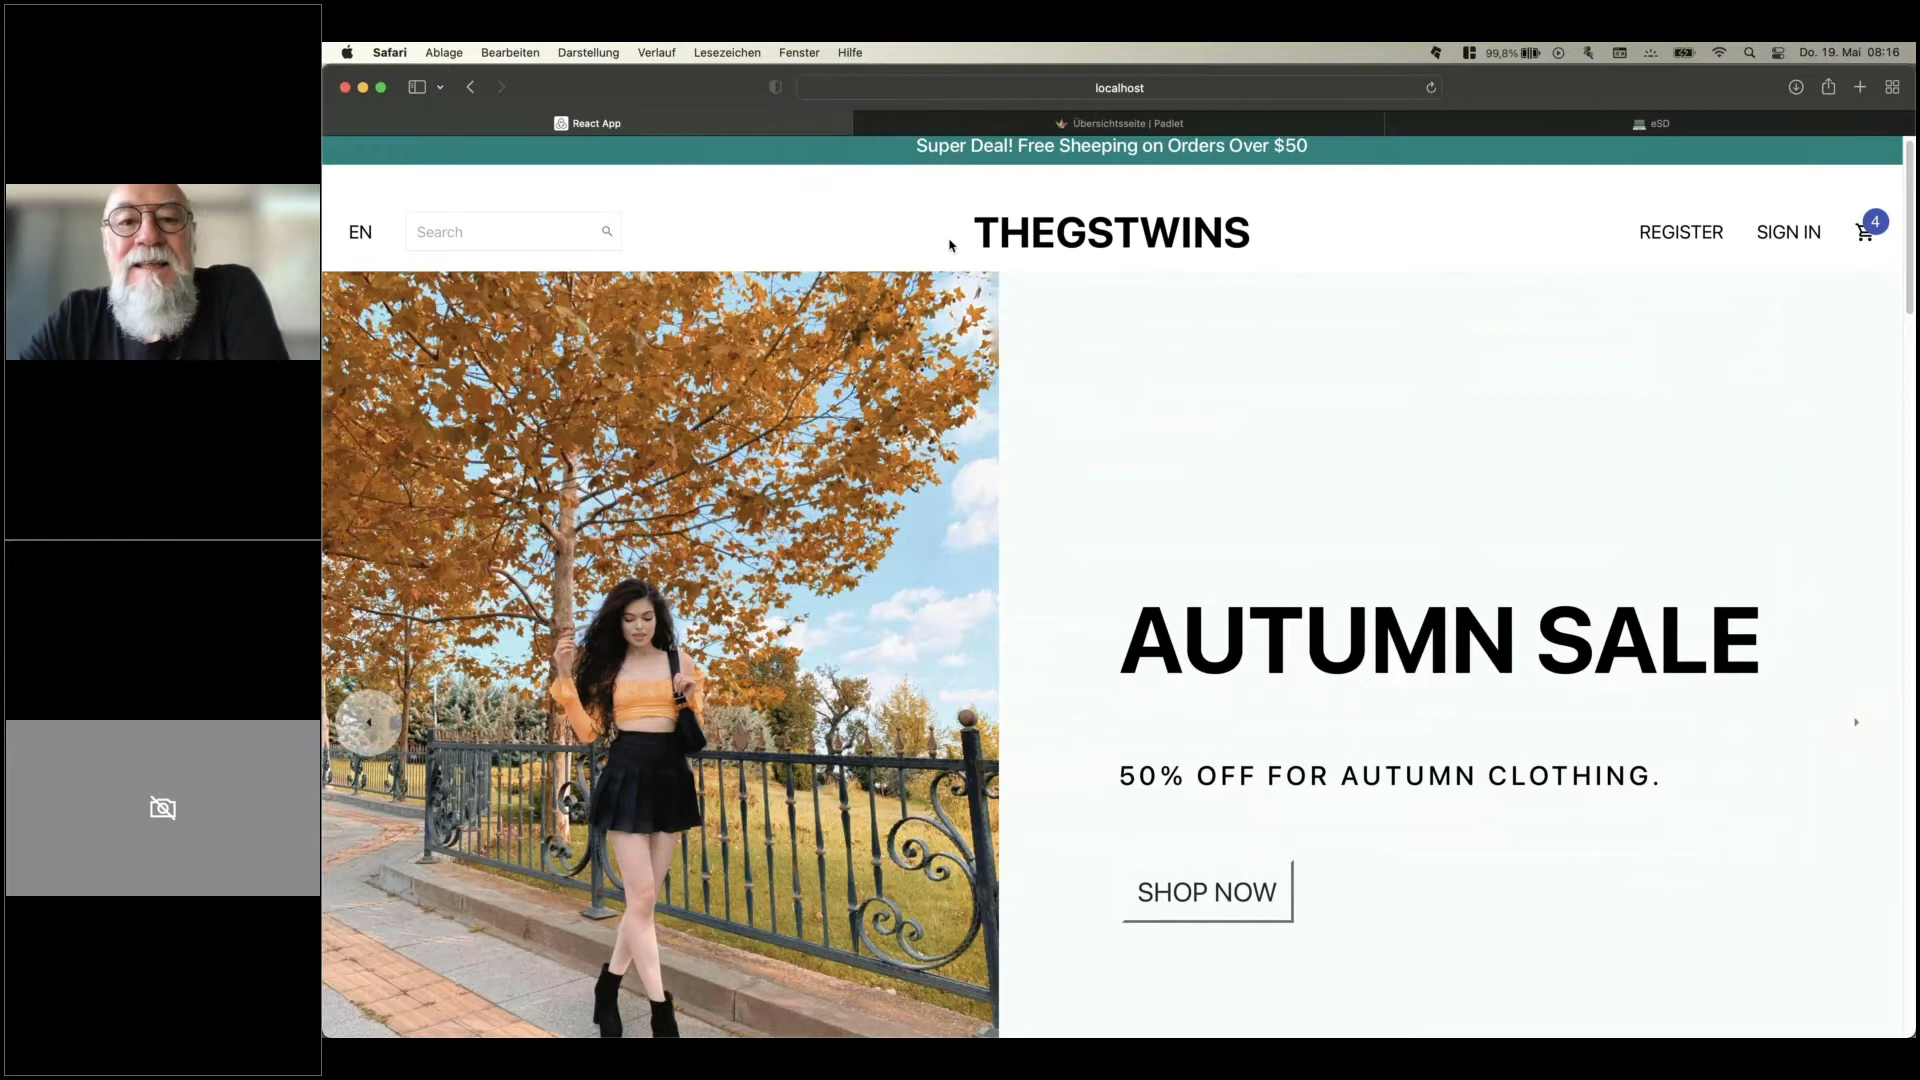 Safari Ablage Bearbeiten Darstellung Verlauf Lesezeichen Fenster Hilfe 99,8% Do. 19. Mai 08:16
localhost
React App Übersichtsseite | Padlet eSD
Super Deal! Free Sheeping on Orders Over $50
EN Search THEGSTWINS REGISTER SIGN IN 4
AUTUMN SALE
50% OFF FOR AUTUMN CLOTHING.
SHOP NOW